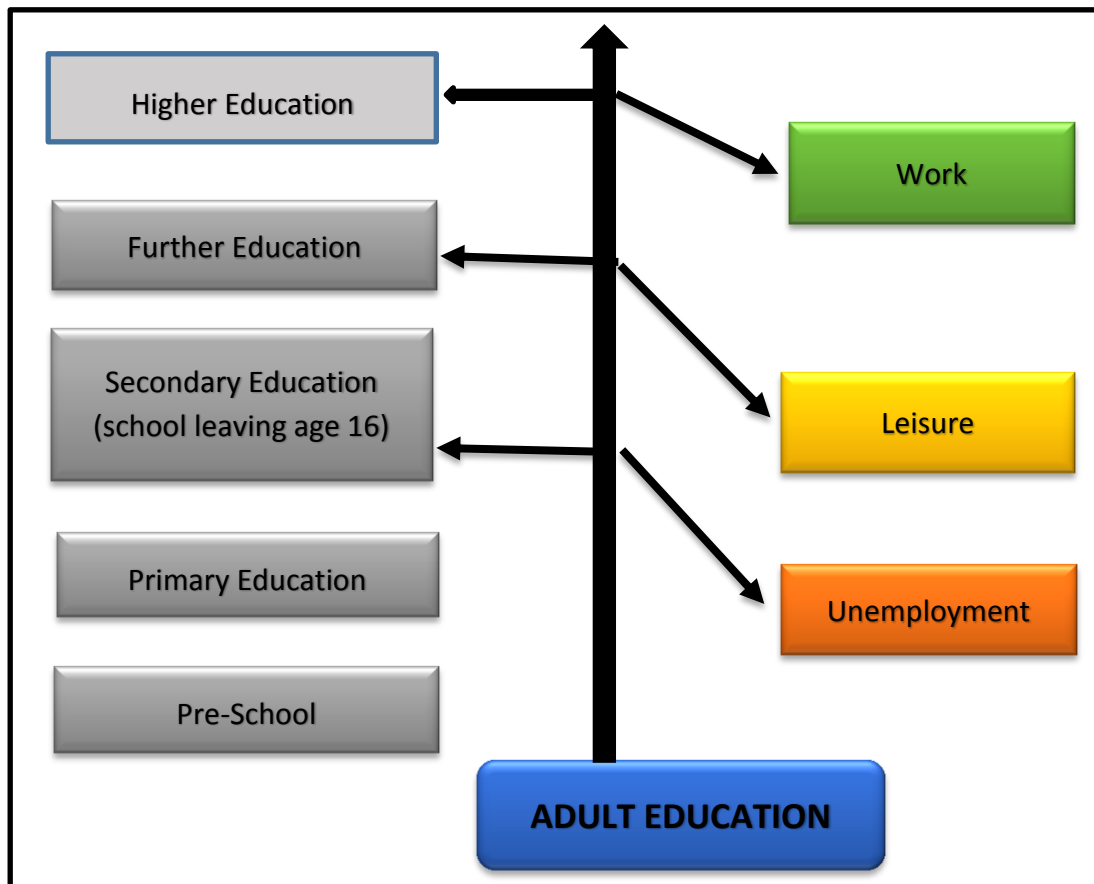 Higher Education
Work
Further Education
Secondary Education
(school leaving age 16)
Leisure
Primary Education
Unemployment
Pre-School
ADULT EDUCATION